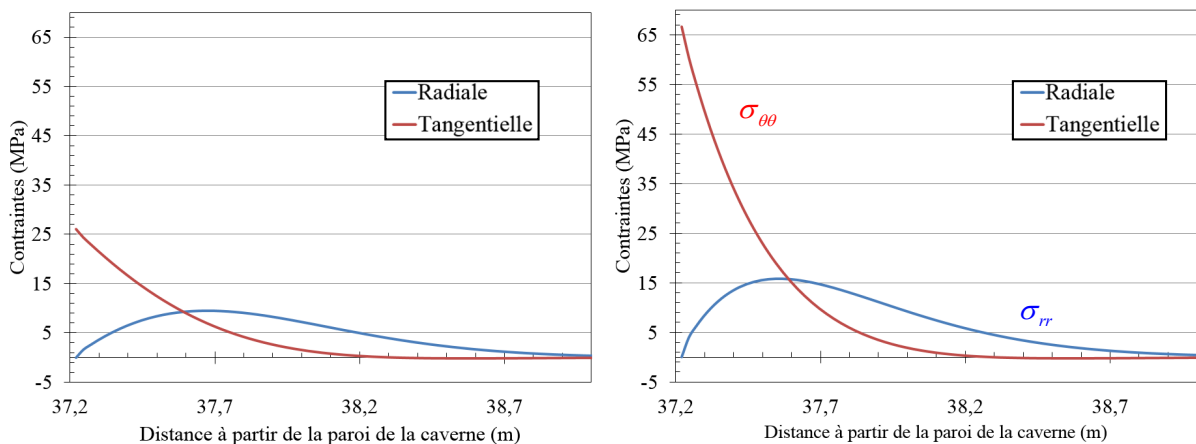 Contraintes (MPa)
65
55
45
35
25
15
5
-5
Radiale
Tangentielle
37,2 37,7 38,2 38,7
Distance à partir de la paroi de la caverne (m)
Contraintes (MPa)
65
55
45
35
25
15
5
-5
Radiale
Tangentielle
σθθ
σrr
37,2 37,7 38,2 38,7
Distance à partir de la paroi de la caverne (m)